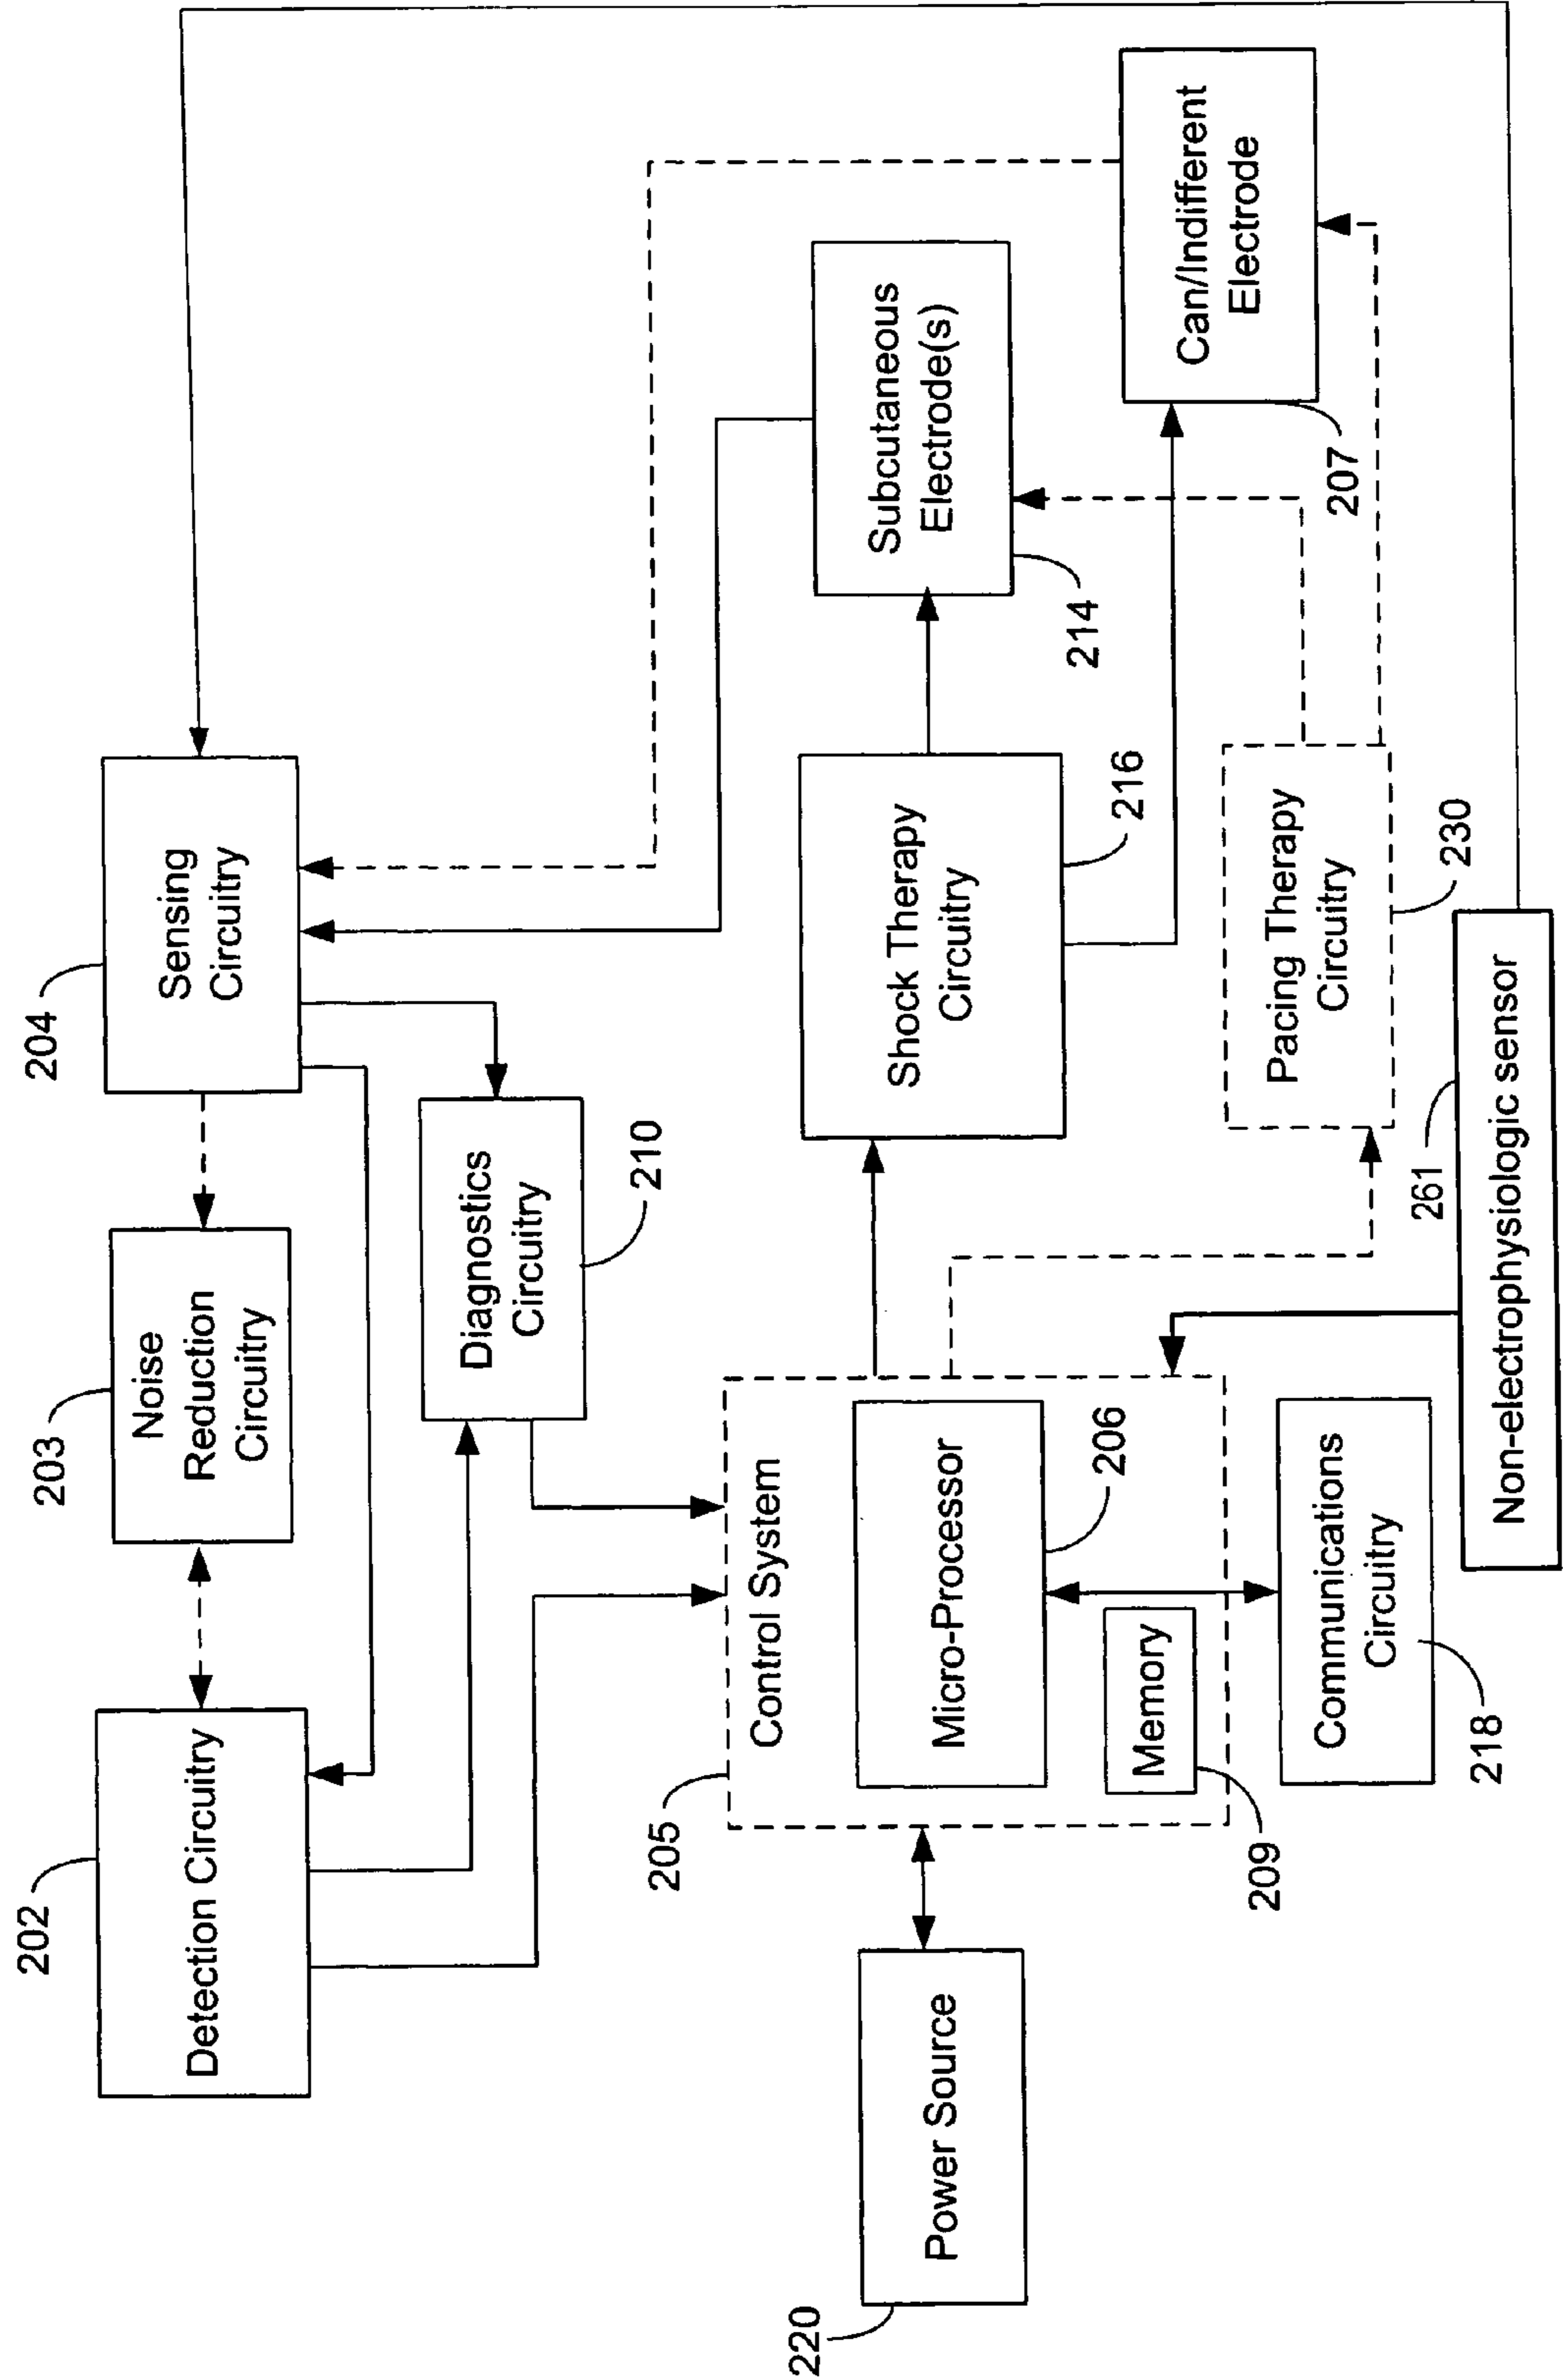 202
Detection Circuitry
203
Noise
Reduction
Circuitry
204
Sensing
Circuitry
Diagnostics
Circuitry
210
205
Control System
Micro-Processor
206
Memory
209
220
Power Source
Communications
Circuitry
218
Shock Therapy
Circuitry
216
Subcutaneous
Electrode(s)
214
Can/Indifferent
Electrode
207
Pacing Therapy
Circuitry
230
261
Non-electrophysiologic sensor